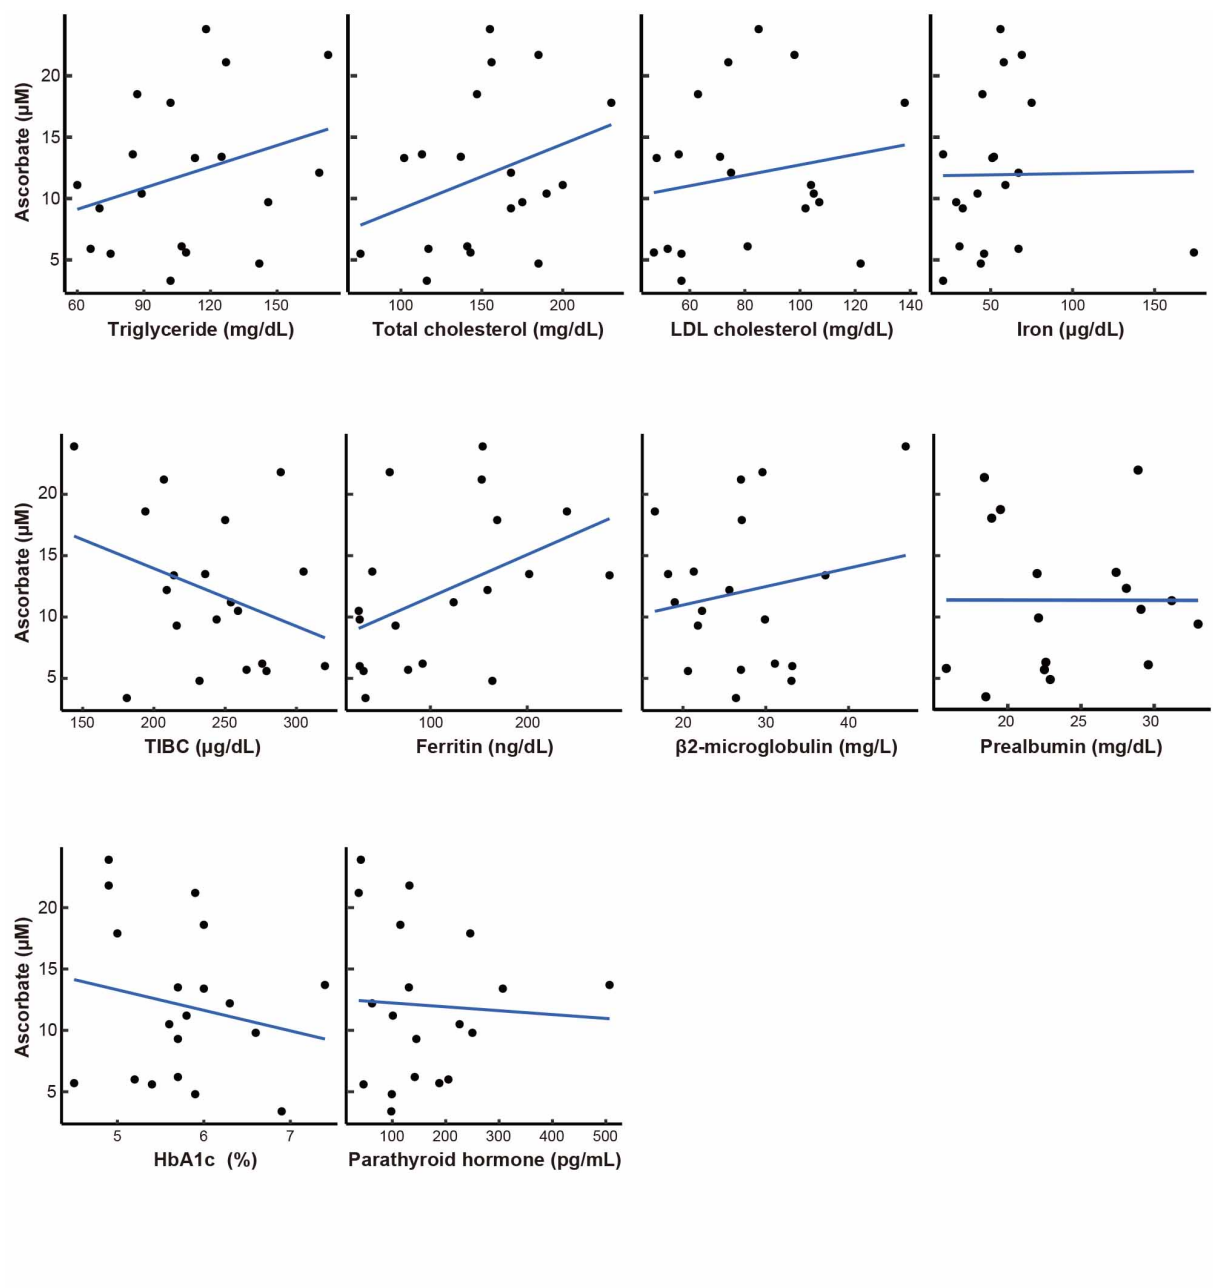 Ascorbate (µM)
20
15
10
5
60 90 120 150
Triglyceride (mg/dL)
100 150 200
Total cholesterol (mg/dL)
60 80 100 120 140
LDL cholesterol (mg/dL)
50 100 150
Iron (µg/dL)
Ascorbate (µM)
20
15
10
5
150 200 250 300
TIBC (µg/dL)
100 200
Ferritin (ng/dL)
20 30 40
β2-microglobulin (mg/L)
20 25 30
Prealbumin (mg/dL)
Ascorbate (µM)
20
15
10
5
5 6 7
HbA1c (%)
100 200 300 400 500
Parathyroid hormone (pg/mL)